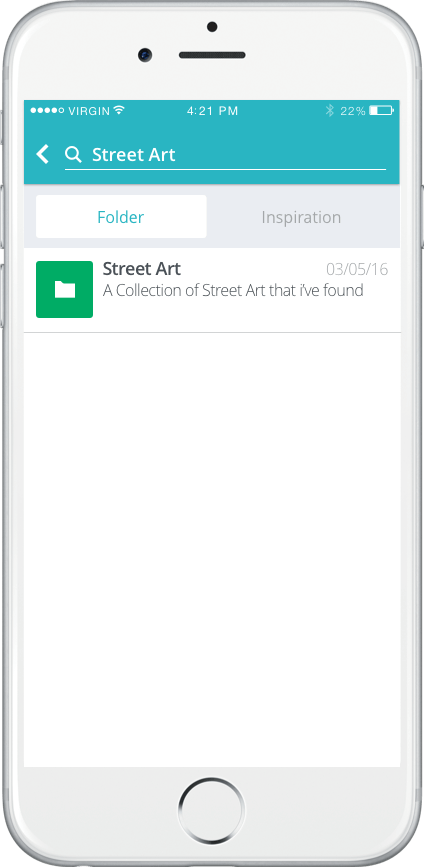 VIRGIN 4:21 PM 22%
Street Art
Folder Inspiration
Street Art 03/05/16
A Collection of Street Art that i've found